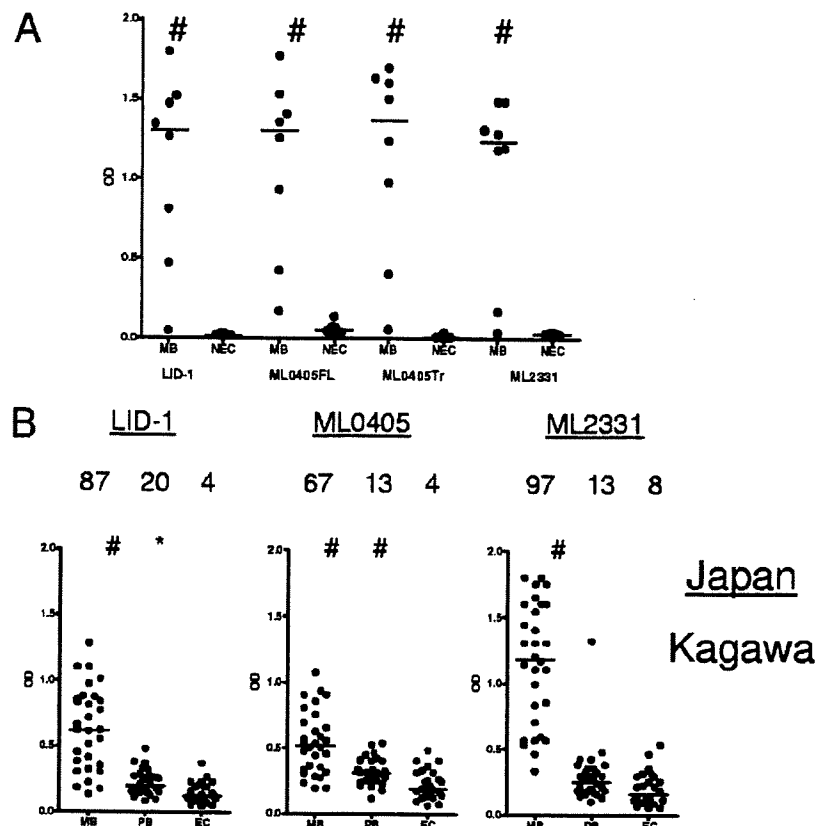 A
# # # #
2.0
1.5
1.0
0.5
0.0
OD
MB NEC MB NEC MB NEC MB NEC
LID-1 ML0405FL ML0405Tr ML2331
B
LID-1 ML0405 ML2331
87 20 4 67 13 4 97 13 8
# * # # #
2.0 2.0 2.0
1.5 1.5 1.5
1.0 1.0 1.0
0.5 0.5 0.5
0.0 0.0 0.0
OD OD OD
MB PB EC MB PB EC MB PB EC
Japan
Kagawa